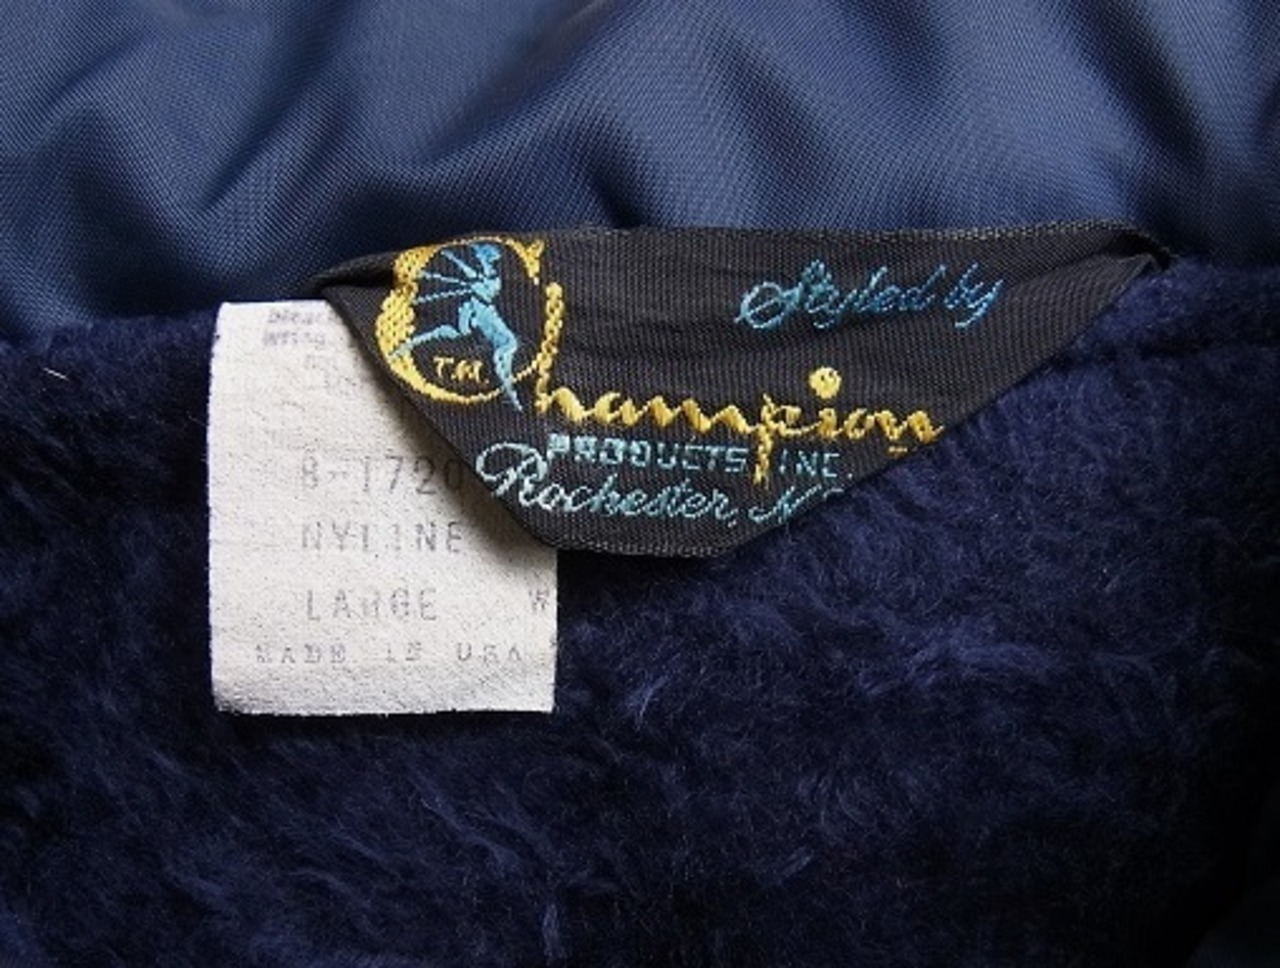 Styled by
T.M.
Champion
PRODUCTS INC.
Rochester, N
8-1720
NYLINE
LARGE W
MADE IN USA